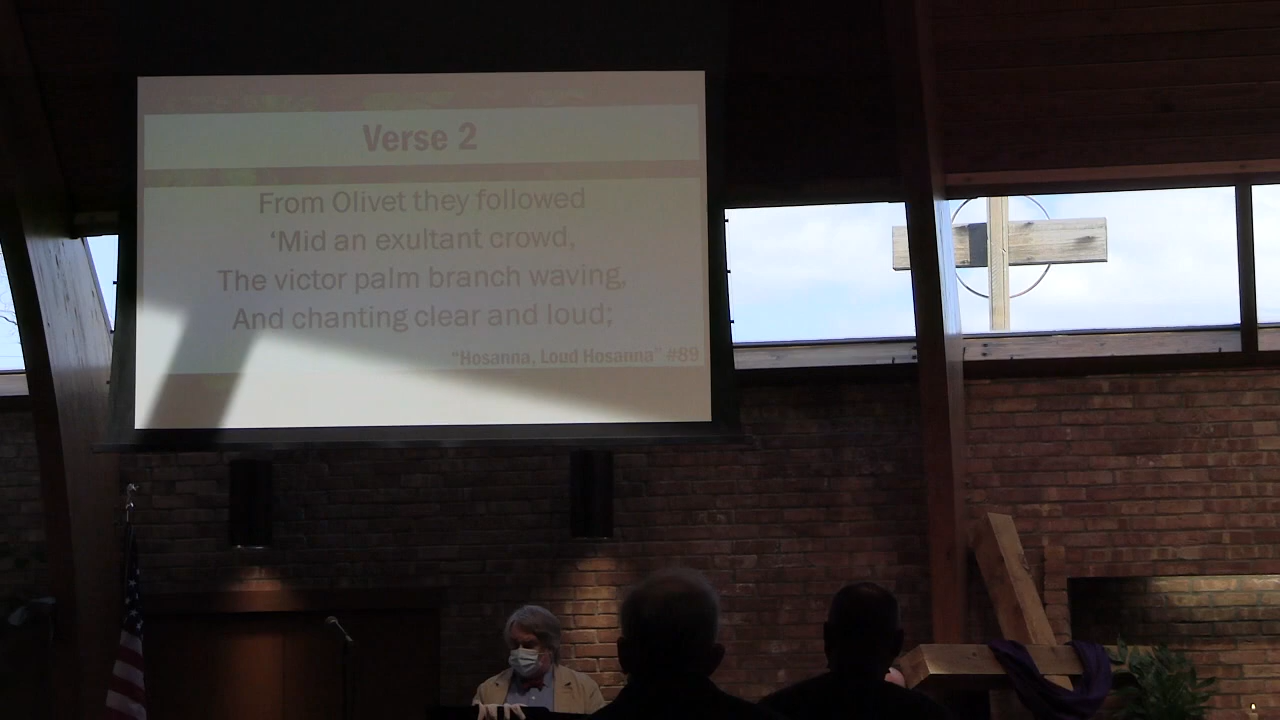 Verse 2
From Olivet they followed
‘Mid an exultant crowd,
The victor palm branch waving,
And chanting clear and loud;
“Hosanna, Loud Hosanna” #89